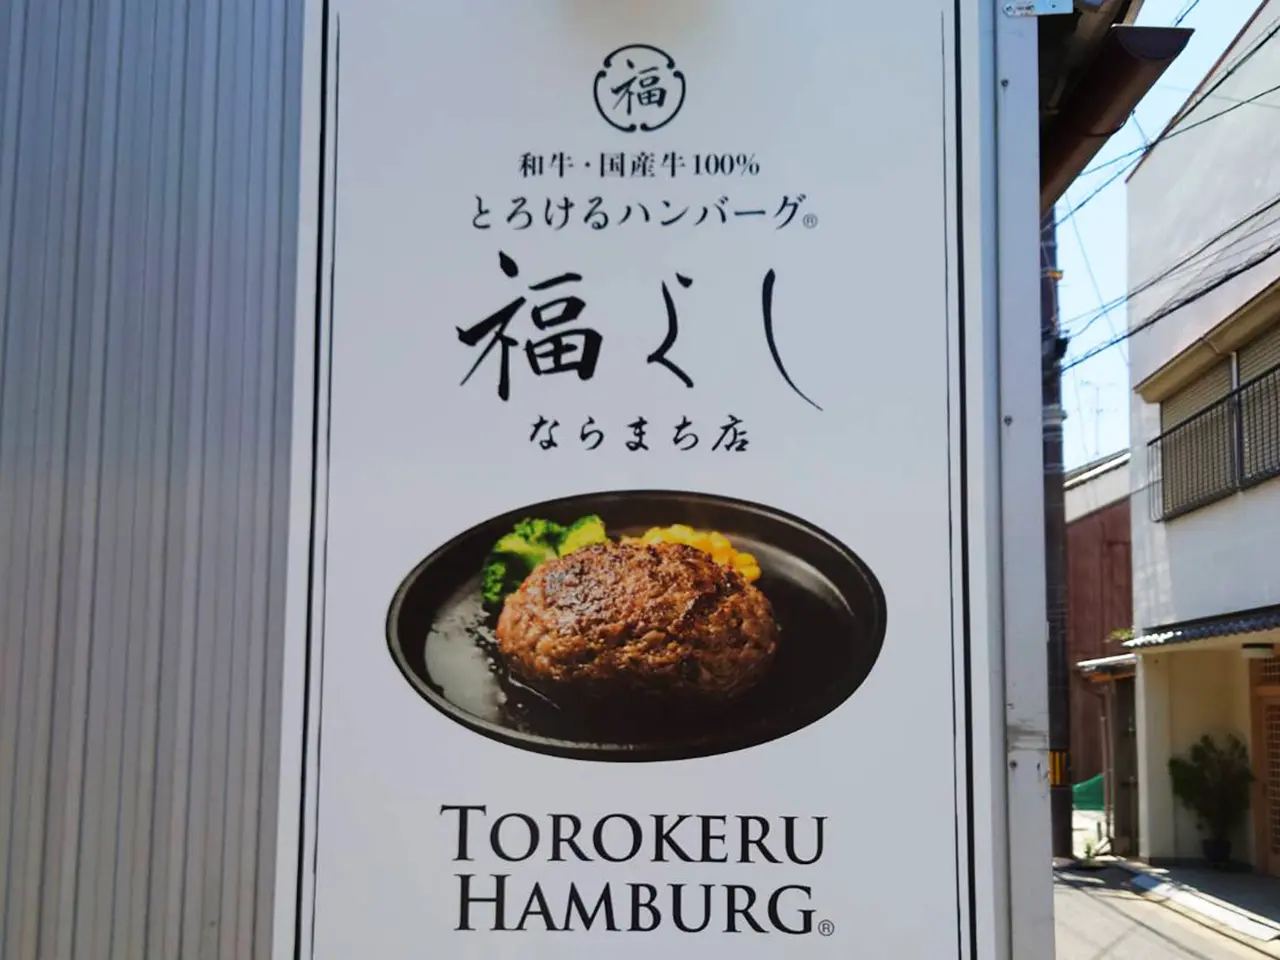 福
和牛・国産牛100%
とろけるハンバーグ®
福ぐし
ならまち店
TOROKERU
HAMBURG®